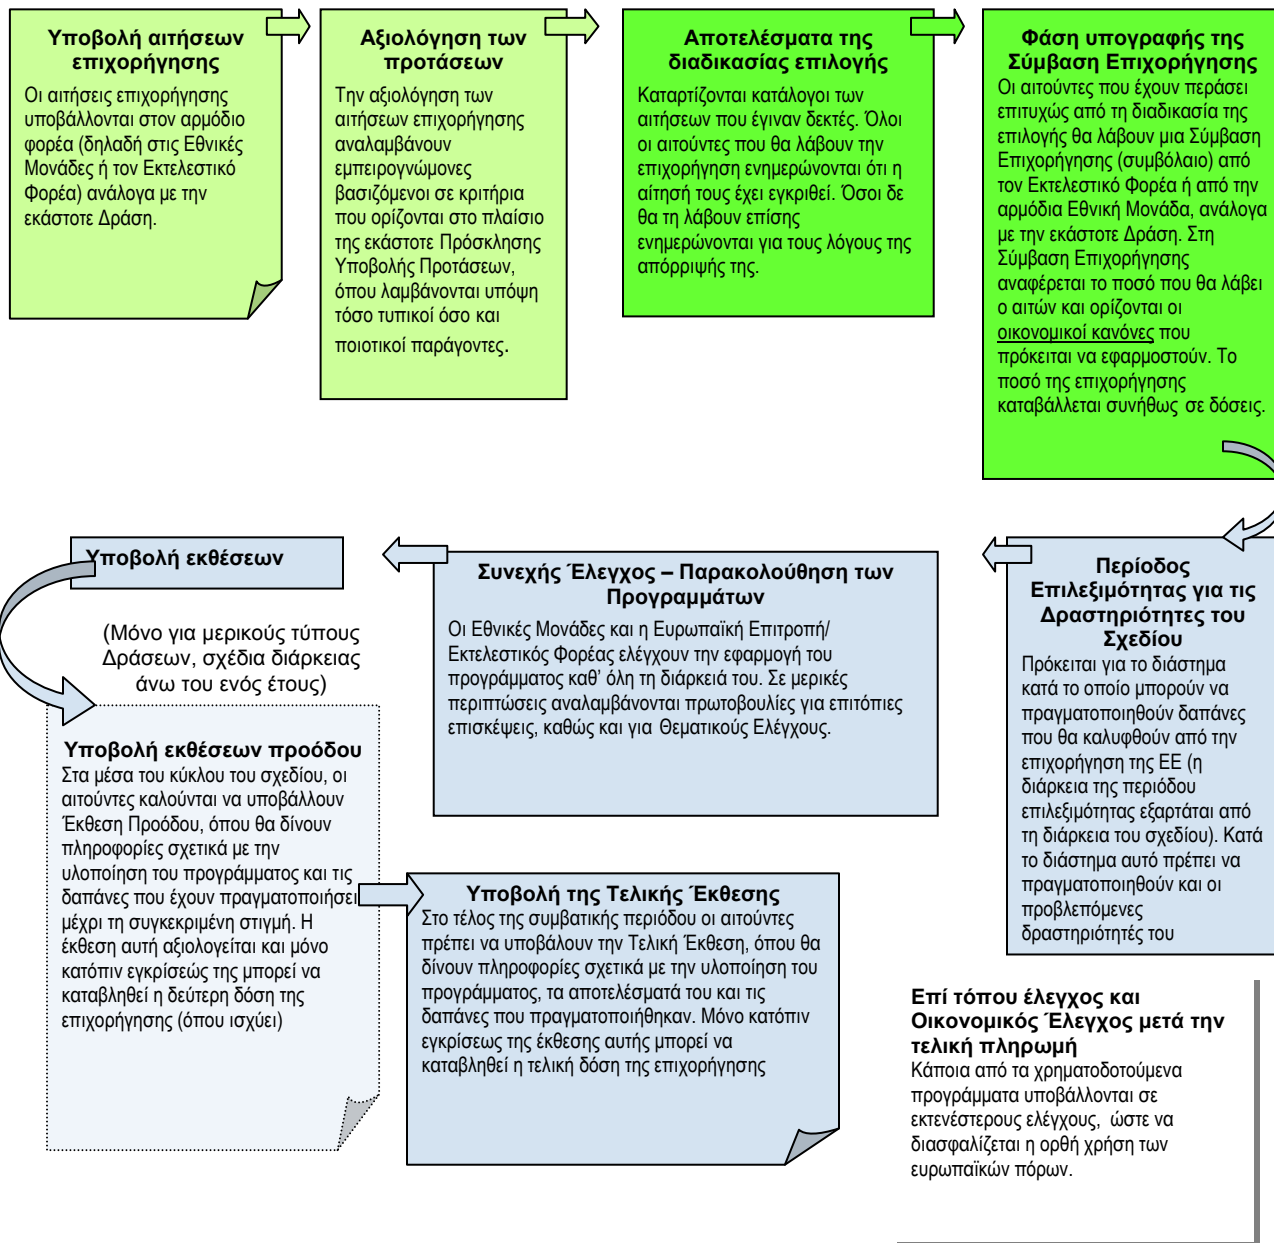 Υποβολή αιτήσεων
επιχορήγησης
Οι αιτήσεις επιχορήγησης
υποβάλλονται στον αρμόδιο
φορέα (δηλαδή στις Εθνικές
Μονάδες ή τον Εκτελεστικό
Φορέα) ανάλογα με την
εκάστοτε Δράση.
Αξιολόγηση των
προτάσεων
Την αξιολόγηση των
αιτήσεων επιχορήγησης
αναλαμβάνουν
εμπειρογνώμονες
βασιζόμενοι σε κριτήρια
που ορίζονται στο πλαίσιο
της εκάστοτε Πρόσκλησης
Υποβολής Προτάσεων,
όπου λαμβάνονται υπόψη
τόσο τυπικοί όσο και
ποιοτικοί παράγοντες.
Αποτελέσματα της
διαδικασίας επιλογής
Καταρτίζονται κατάλογοι των
αιτήσεων που έγιναν δεκτές. Όλοι
οι αιτούντες που θα λάβουν την
επιχορήγηση ενημερώνονται ότι η
αίτησή τους έχει εγκριθεί. Όσοι δε
θα τη λάβουν επίσης
ενημερώνονται για τους λόγους της
απόρριψής της.
Φάση υπογραφής της
Σύμβαση Επιχορήγησης
Οι αιτούντες που έχουν περάσει
επιτυχώς από τη διαδικασία της
επιλογής θα λάβουν μια Σύμβαση
Επιχορήγησης (συμβόλαιο) από
τον Εκτελεστικό Φορέα ή από την
αρμόδια Εθνική Μονάδα, ανάλογα
με την εκάστοτε Δράση. Στη
Σύμβαση Επιχορήγησης
αναφέρεται το ποσό που θα λάβει
ο αιτών και ορίζονται οι
οικονομικοί κανόνες που
πρόκειται να εφαρμοστούν. Το
ποσό της επιχορήγησης
καταβάλλεται συνήθως σε δόσεις.
Περίοδος
Επιλεξιμότητας για τις
Δραστηριότητες του
Σχεδίου
Πρόκειται για το διάστημα
κατά το οποίο μπορούν να
πραγματοποιηθούν δαπάνες
που θα καλυφθούν από την
επιχορήγηση της ΕΕ (η
διάρκεια της περιόδου
επιλεξιμότητας εξαρτάται από
τη διάρκεια του σχεδίου). Κατά
το διάστημα αυτό πρέπει να
πραγματοποιηθούν και οι
προβλεπόμενες
δραστηριότητές του
Συνεχής Έλεγχος – Παρακολούθηση των
Προγραμμάτων
Οι Εθνικές Μονάδες και η Ευρωπαϊκή Επιτροπή/
Εκτελεστικός Φορέας ελέγχουν την εφαρμογή του
προγράμματος καθ' όλη τη διάρκειά του. Σε μερικές
περιπτώσεις αναλαμβάνονται πρωτοβουλίες για επιτόπιες
επισκέψεις, καθώς και για Θεματικούς Ελέγχους.
Υποβολή εκθέσεων
(Μόνο για μερικούς τύπους
Δράσεων, σχέδια διάρκειας
άνω του ενός έτους)
Υποβολή εκθέσεων προόδου
Στα μέσα του κύκλου του σχεδίου, οι
αιτούντες καλούνται να υποβάλλουν
Έκθεση Προόδου, όπου θα δίνουν
πληροφορίες σχετικά με την
υλοποίηση του προγράμματος και τις
δαπάνες που έχουν πραγματοποιήσει
μέχρι τη συγκεκριμένη στιγμή. Η
έκθεση αυτή αξιολογείται και μόνο
κατόπιν εγκρίσεώς της μπορεί να
καταβληθεί η δεύτερη δόση της
επιχορήγησης (όπου ισχύει)
Υποβολή της Τελικής Έκθεσης
Στο τέλος της συμβατικής περιόδου οι αιτούντες
πρέπει να υποβάλουν την Τελική Έκθεση, όπου θα
δίνουν πληροφορίες σχετικά με την υλοποίηση του
προγράμματος, τα αποτελέσματά του και τις
δαπάνες που πραγματοποιήθηκαν. Μόνο κατόπιν
εγκρίσεως της έκθεσης αυτής μπορεί να
καταβληθεί η τελική δόση της επιχορήγησης
Επί τόπου έλεγχος και
Οικονομικός Έλεγχος μετά την
τελική πληρωμή
Κάποια από τα χρηματοδοτούμενα
προγράμματα υποβάλλονται σε
εκτενέστερους ελέγχους, ώστε να
διασφαλίζεται η ορθή χρήση των
ευρωπαϊκών πόρων.